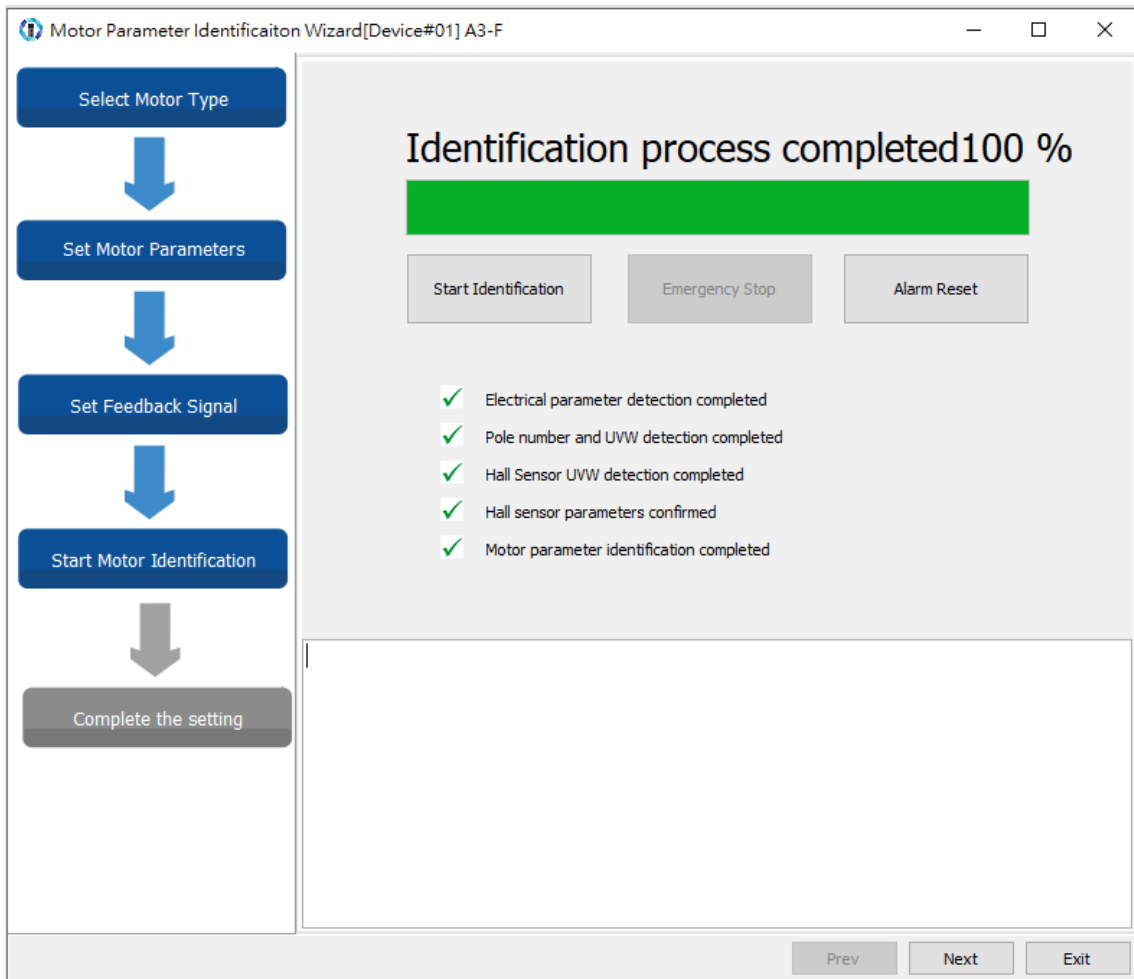 Motor Parameter Identificaiton Wizard[Device#01] A3-F
Select Motor Type
Set Motor Parameters
Set Feedback Signal
Start Motor Identification
Complete the setting
Identification process completed100 %
Start Identification
Emergency Stop
Alarm Reset
Electrical parameter detection completed
Pole number and UVW detection completed
Hall Sensor UVW detection completed
Hall sensor parameters confirmed
Motor parameter identification completed
Prev
Next
Exit